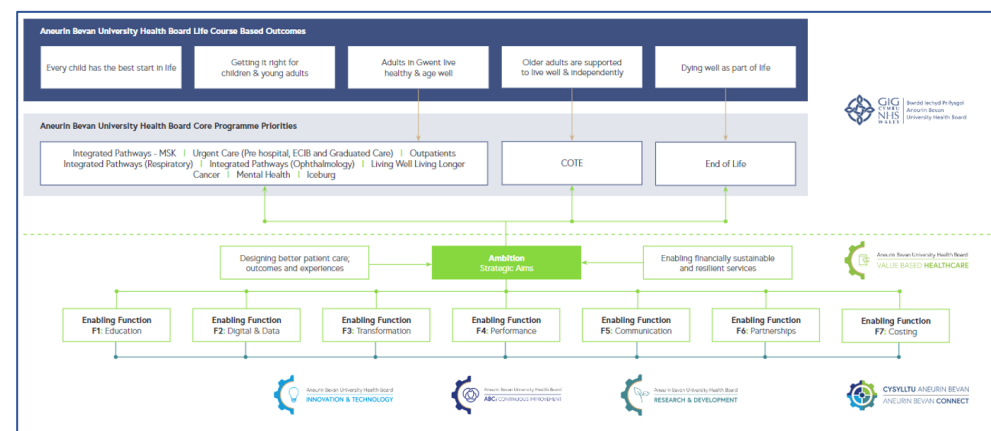 Aneurin Bevan University Health Board Life Course Based Outcomes
Every child has the best start in life
Getting it right for
children & young adults
Adults in Gwent live
healthy & age well
Older adults are supported
to live well & independently
Dying well as part of life
GIG
CYMRU
NHS
WALES
Bwrdd Iechyd Prifysgol
Aneurin Bevan
University Health Board
Aneurin Bevan University Health Board Core Programme Priorities
Integrated Pathways - MSK | Urgent Care (Pre hospital, ECIB and Graduated Care) | Outpatients
Integrated Pathways (Respiratory) | Integrated Pathways (Ophthalmology) | Living Well Living Longer
Cancer | Mental Health | Iceburg
COTE
End of Life
Designing better patient care;
outcomes and experiences
Ambition
Strategic Aims
Enabling financially sustainable
and resilient services
Aneurin Bevan University Health Board
VALUE BASED HEALTHCARE
Enabling Function
F1: Education
Enabling Function
F2: Digital & Data
Enabling Function
F3: Transformation
Enabling Function
F4: Performance
Enabling Function
F5: Communication
Enabling Function
F6: Partnerships
Enabling Function
F7: Costing
Aneurin Bevan University Health Board
INNOVATION & TECHNOLOGY
Aneurin Bevan University Health Board
ABCi CONTINUOUS IMPROVEMENT
Aneurin Bevan University Health Board
RESEARCH & DEVELOPMENT
CYSYLLTU ANEURIN BEVAN
ANEURIN BEVAN CONNECT